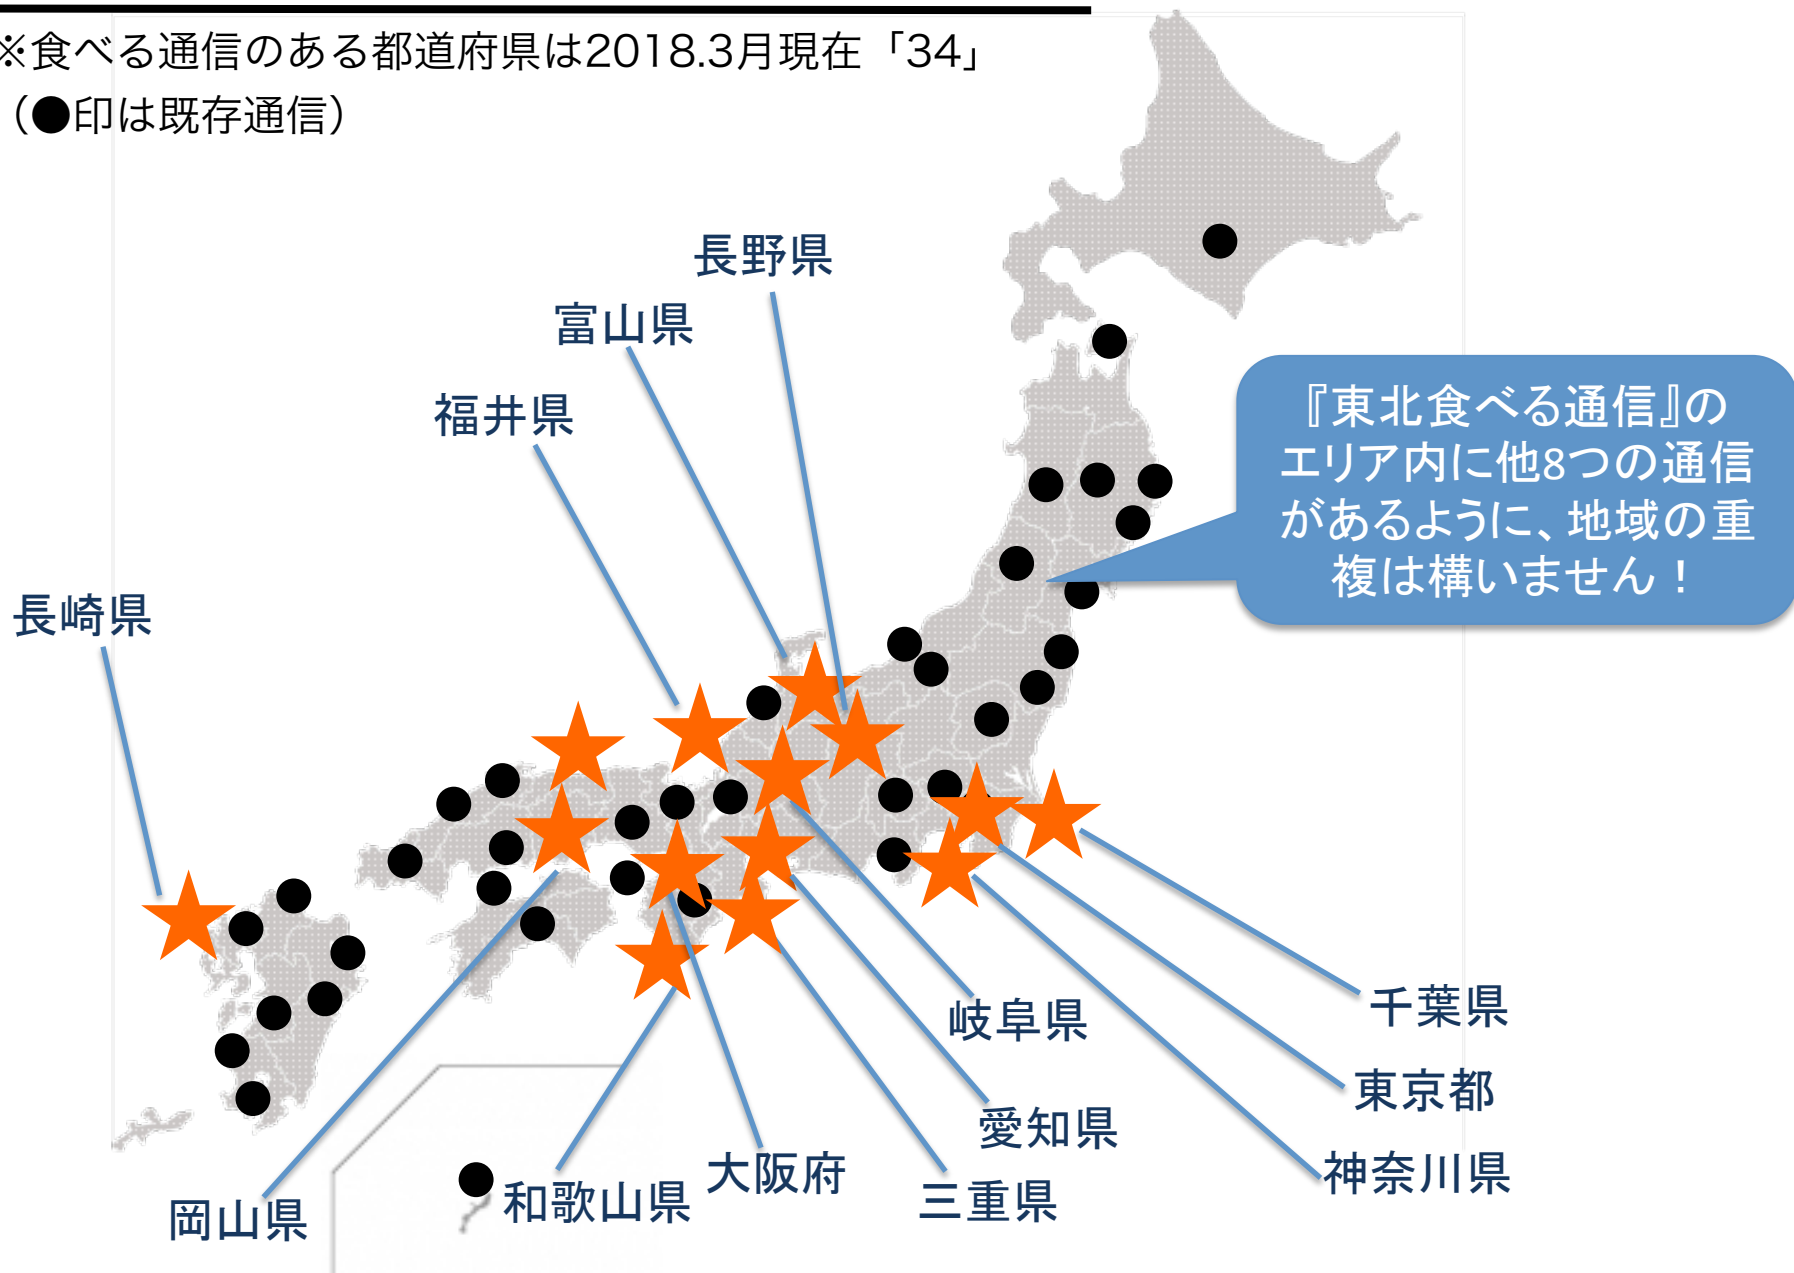 ※食べる通信のある都道府県は2018.3月現在「34」
（●印は既存通信）
長野県
富山県
福井県
『東北食べる通信』の
エリア内に他8つの通信
があるように、地域の重
複は構いません！
長崎県
岐阜県
千葉県
東京都
愛知県
神奈川県
大阪府
三重県
和歌山県
岡山県